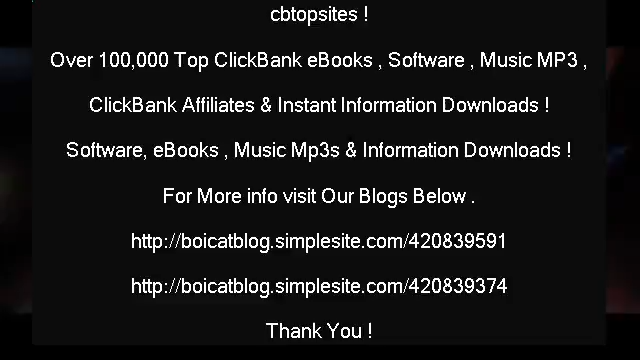 cbtopsites !
Over 100,000 Top ClickBank eBooks , Software , Music MP3 ,
ClickBank Affiliates & Instant Information Downloads !
Software, eBooks , Music Mp3s & Information Downloads !
For More info visit Our Blogs Below .
http://boicatblog.simplesite.com/420839591
http://boicatblog.simplesite.com/420839374
Thank You !